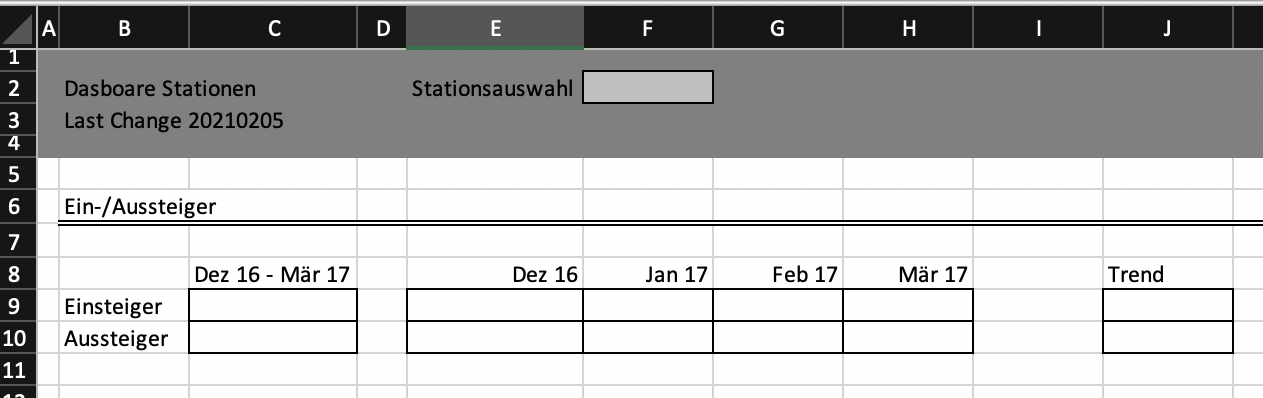 A B C D E F G H I J
1
2 Dasboare Stationen Stationsauswahl
3 Last Change 20210205
4
5
6 Ein-/Aussteiger
7
8 Dez 16 - Mär 17 Dez 16 Jan 17 Feb 17 Mär 17 Trend
9 Einsteiger
10 Aussteiger
11